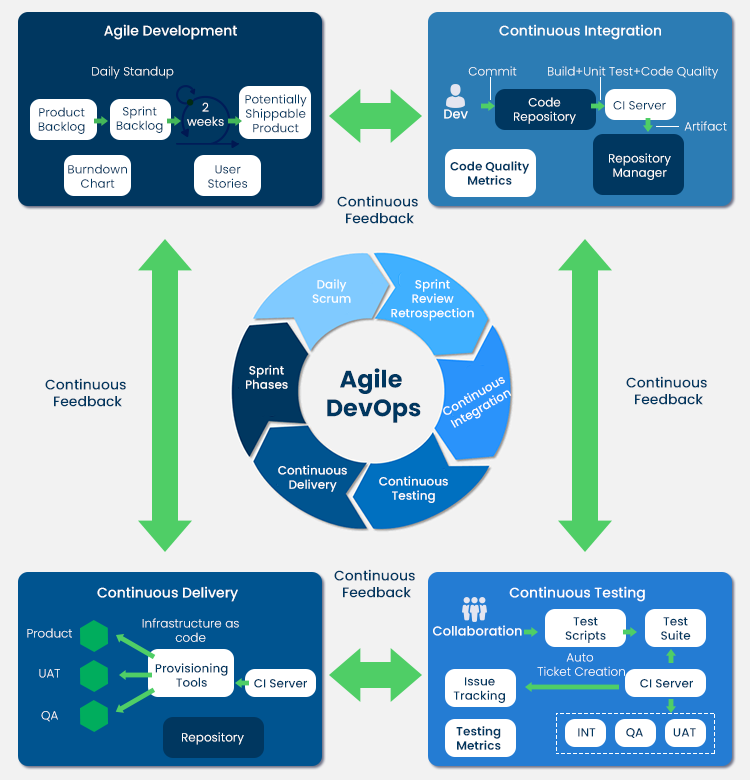 Agile Development
Daily Standup
Product
Backlog
Sprint
Backlog
2
weeks
Potentially
Shippable
Product
Burndown
Chart
User
Stories
Continuous Integration
Commit
Build+Unit Test+Code Quality
Dev
Code
Repository
CI Server
Artifact
Code Quality
Metrics
Repository
Manager
Continuous
Feedback
Continuous
Feedback
Daily
Scrum
Sprint
Review
Retrospection
Sprint
Phases
Agile
DevOps
Continuous
Integration
Continuous
Delivery
Continuous
Testing
Continuous
Feedback
Continuous
Feedback
Continuous Delivery
Infrastructure as
code
Product
UAT
QA
Provisioning
Tools
CI Server
Repository
Continuous Testing
Collaboration
Test
Scripts
Test
Suite
Auto
Ticket Creation
Issue
Tracking
CI Server
Testing
Metrics
INT
QA
UAT